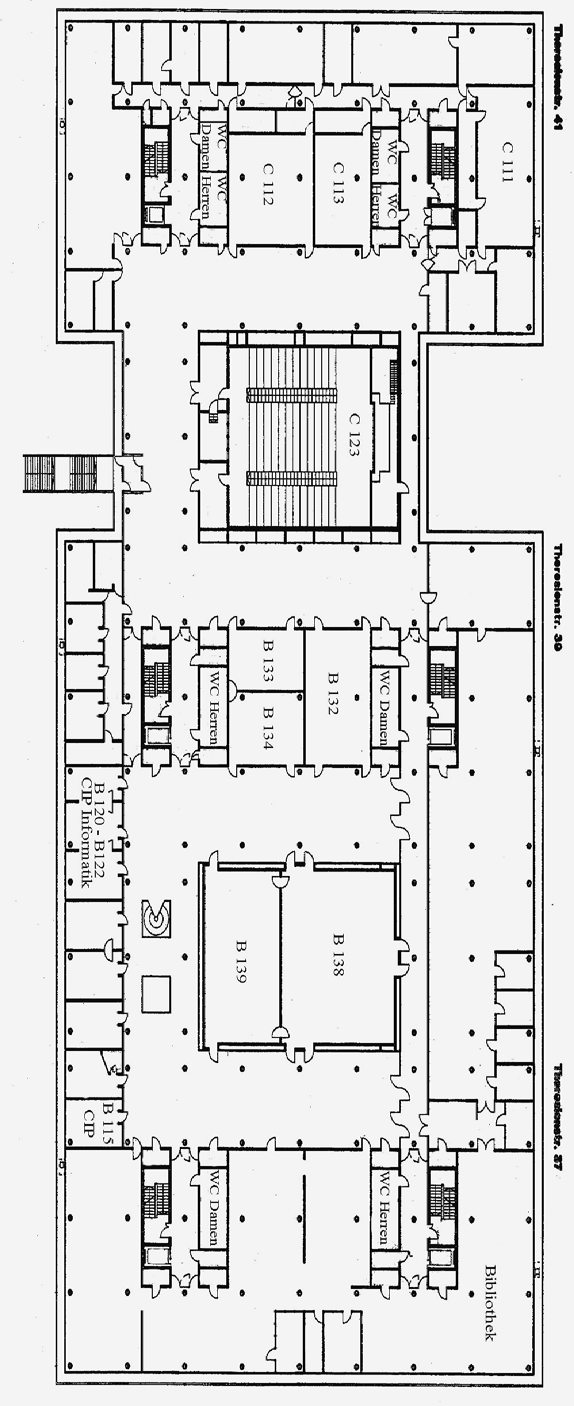 Theresienstr. 41
C 111
WC
Damen
WC
Herren
C 113
C 112
WC
Damen
WC
Herren
C 123
Theresienstr. 39
WC Damen
B 132
B 133
B 134
WC Herren
B 120 - B122
CIP Informatik
B 138
B 139
B 115
CIP
Theresienstr. 37
WC Herren
WC Damen
Bibliothek